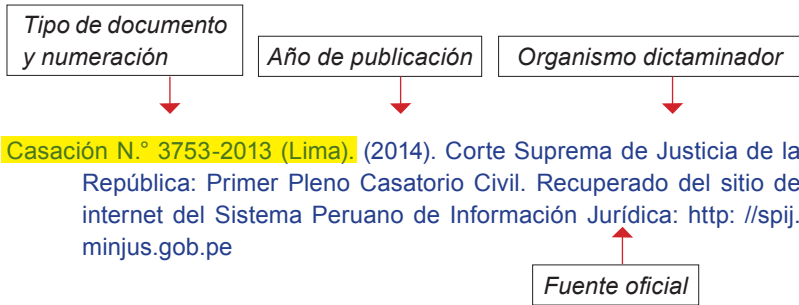 Tipo de documento
y numeración
Año de publicación
Organismo dictaminador
Casación N.° 3753-2013 (Lima). (2014). Corte Suprema de Justicia de la
República: Primer Pleno Casatorio Civil. Recuperado del sitio de
internet del Sistema Peruano de Información Jurídica: http: //spij.
minjus.gob.pe
Fuente oficial